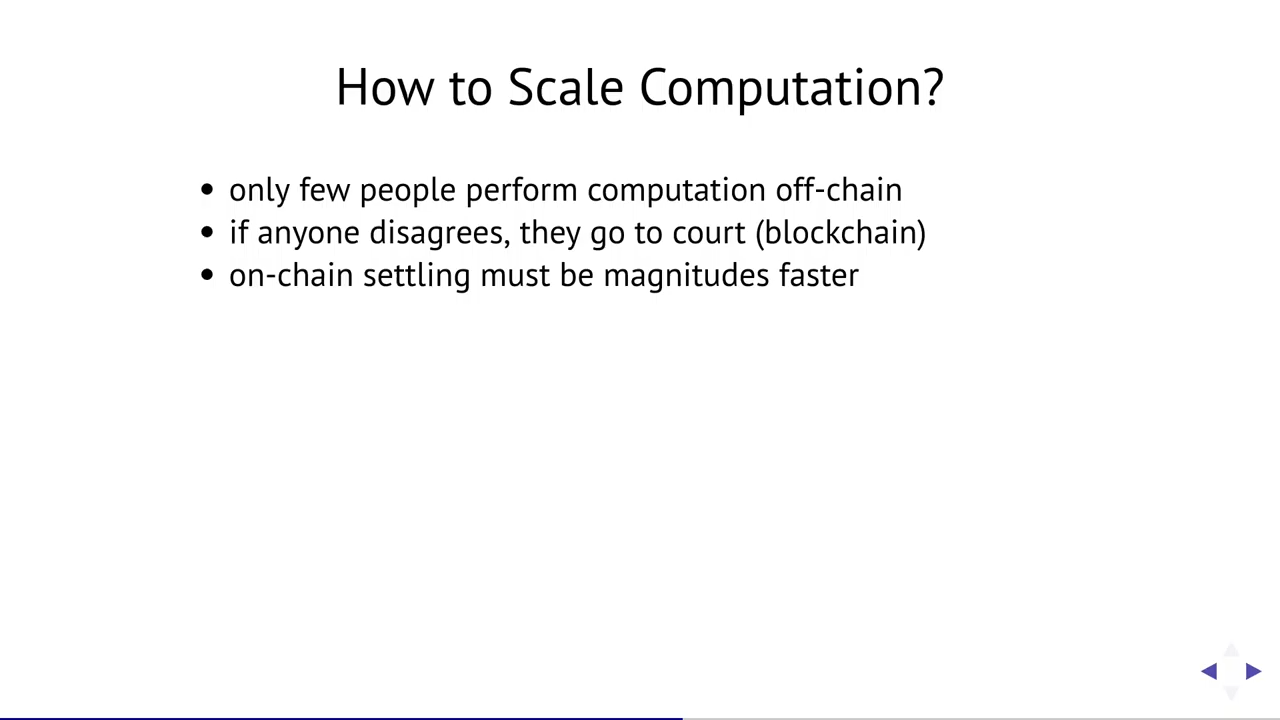 How to Scale Computation?
• only few people perform computation off-chain
• if anyone disagrees, they go to court (blockchain)
• on-chain settling must be magnitudes faster